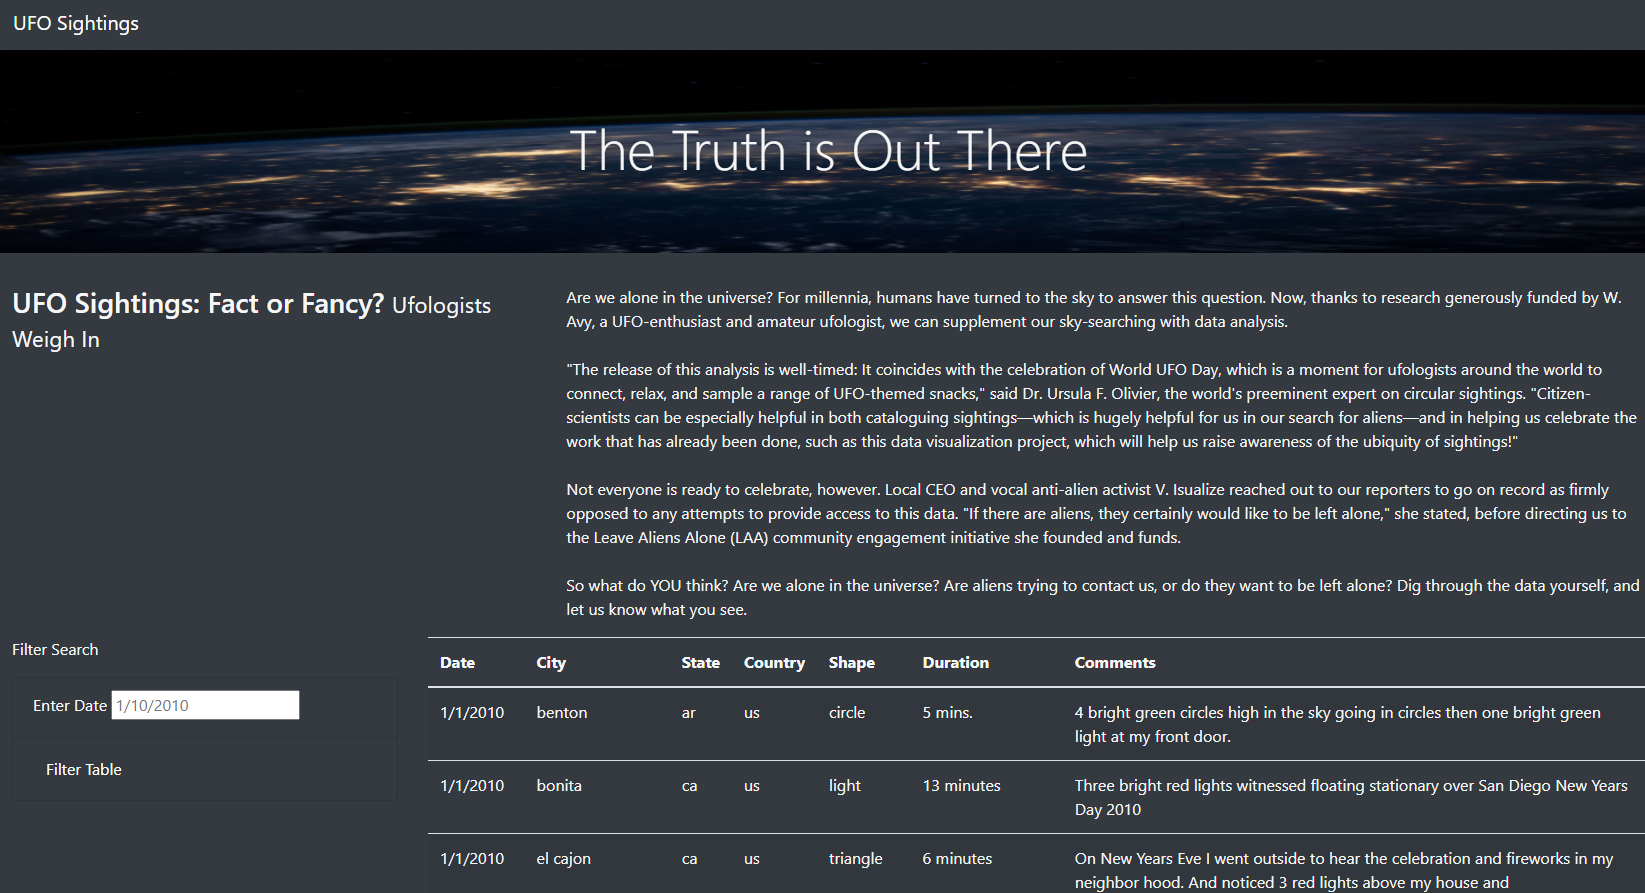 UFO Sightings
The Truth is Out There
UFO Sightings: Fact or Fancy? Ufologists
Weigh In
Are we alone in the universe? For millennia, humans have turned to the sky to answer this question. Now, thanks to research generously funded by W.
Avy, a UFO-enthusiast and amateur ufologist, we can supplement our sky-searching with data analysis.
"The release of this analysis is well-timed: It coincides with the celebration of World UFO Day, which is a moment for ufologists around the world to
connect, relax, and sample a range of UFO-themed snacks," said Dr. Ursula F. Olivier, the world's preeminent expert on circular sightings. "Citizen-
scientists can be especially helpful in both cataloguing sightings—which is hugely helpful for us in our search for aliens—and in helping us celebrate the
work that has already been done, such as this data visualization project, which will help us raise awareness of the ubiquity of sightings!"
Not everyone is ready to celebrate, however. Local CEO and vocal anti-alien activist V. Isualize reached out to our reporters to go on record as firmly
opposed to any attempts to provide access to this data. "If there are aliens, they certainly would like to be left alone," she stated, before directing us to
the Leave Aliens Alone (LAA) community engagement initiative she founded and funds.
So what do YOU think? Are we alone in the universe? Are aliens trying to contact us, or do they want to be left alone? Dig through the data yourself, and
let us know what you see.
Filter Search
Enter Date 1/10/2010
Filter Table
Date City State Country Shape Duration Comments
1/1/2010 benton ar us circle 5 mins. 4 bright green circles high in the sky going in circles then one bright green
light at my front door.
1/1/2010 bonita ca us light 13 minutes Three bright red lights witnessed floating stationary over San Diego New Years
Day 2010
1/1/2010 el cajon ca us triangle 6 minutes On New Years Eve I went outside to hear the celebration and fireworks in my
neighbor hood. And noticed 3 red lights above my house and